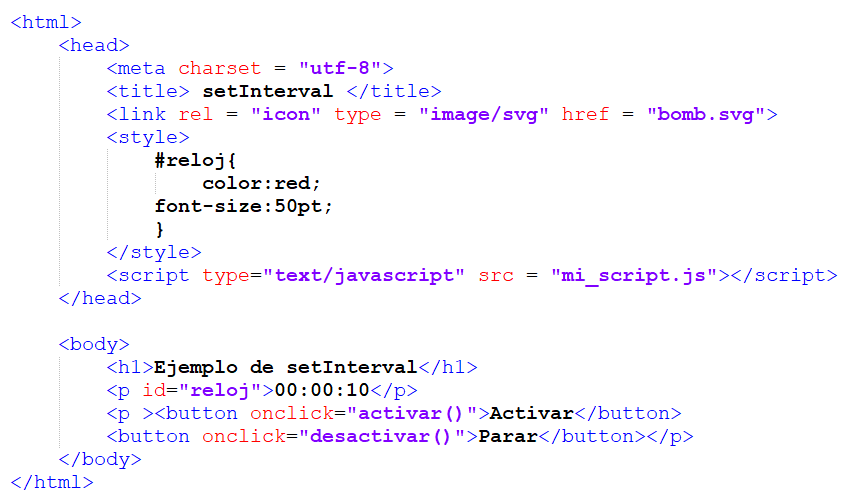 <html>
<head>
<meta charset = "utf-8">
<title> setInterval </title>
<link rel = "icon" type = "image/svg" href = "bomb.svg">
<style>
#reloj{
color:red;
font-size:50pt;
}
</style>
<script type="text/javascript" src = "mi_script.js"></script>
</head>
<body>
<h1>Ejemplo de setInterval</h1>
<p id="reloj">00:00:10</p>
<p ><button onclick="activar()">Activar</button>
<button onclick="desactivar()">Parar</button></p>
</body>
</html>